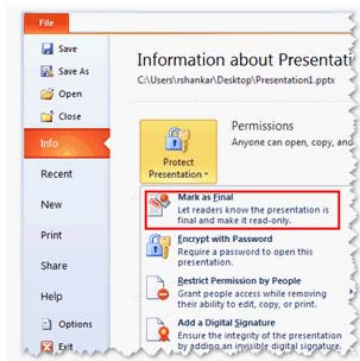 File
Save
Save As
Open
Close
Info
Recent
New
Print
Share
Help
Options
Exit
Information about Presentati
C:\Users\rshankar\Desktop\Presentation1.pptx
Protect
Presentation
Permissions
Anyone can open, copy, and
Mark as Final
Let readers know the presentation is
final and make it read-only.
Encrypt with Password
Require a password to open this
presentation.
Restrict Permission by People
Grant people access while removing
their ability to edit, copy, or print.
Add a Digital Signature
Ensure the integrity of the presentation
by adding an invisible digital signature.